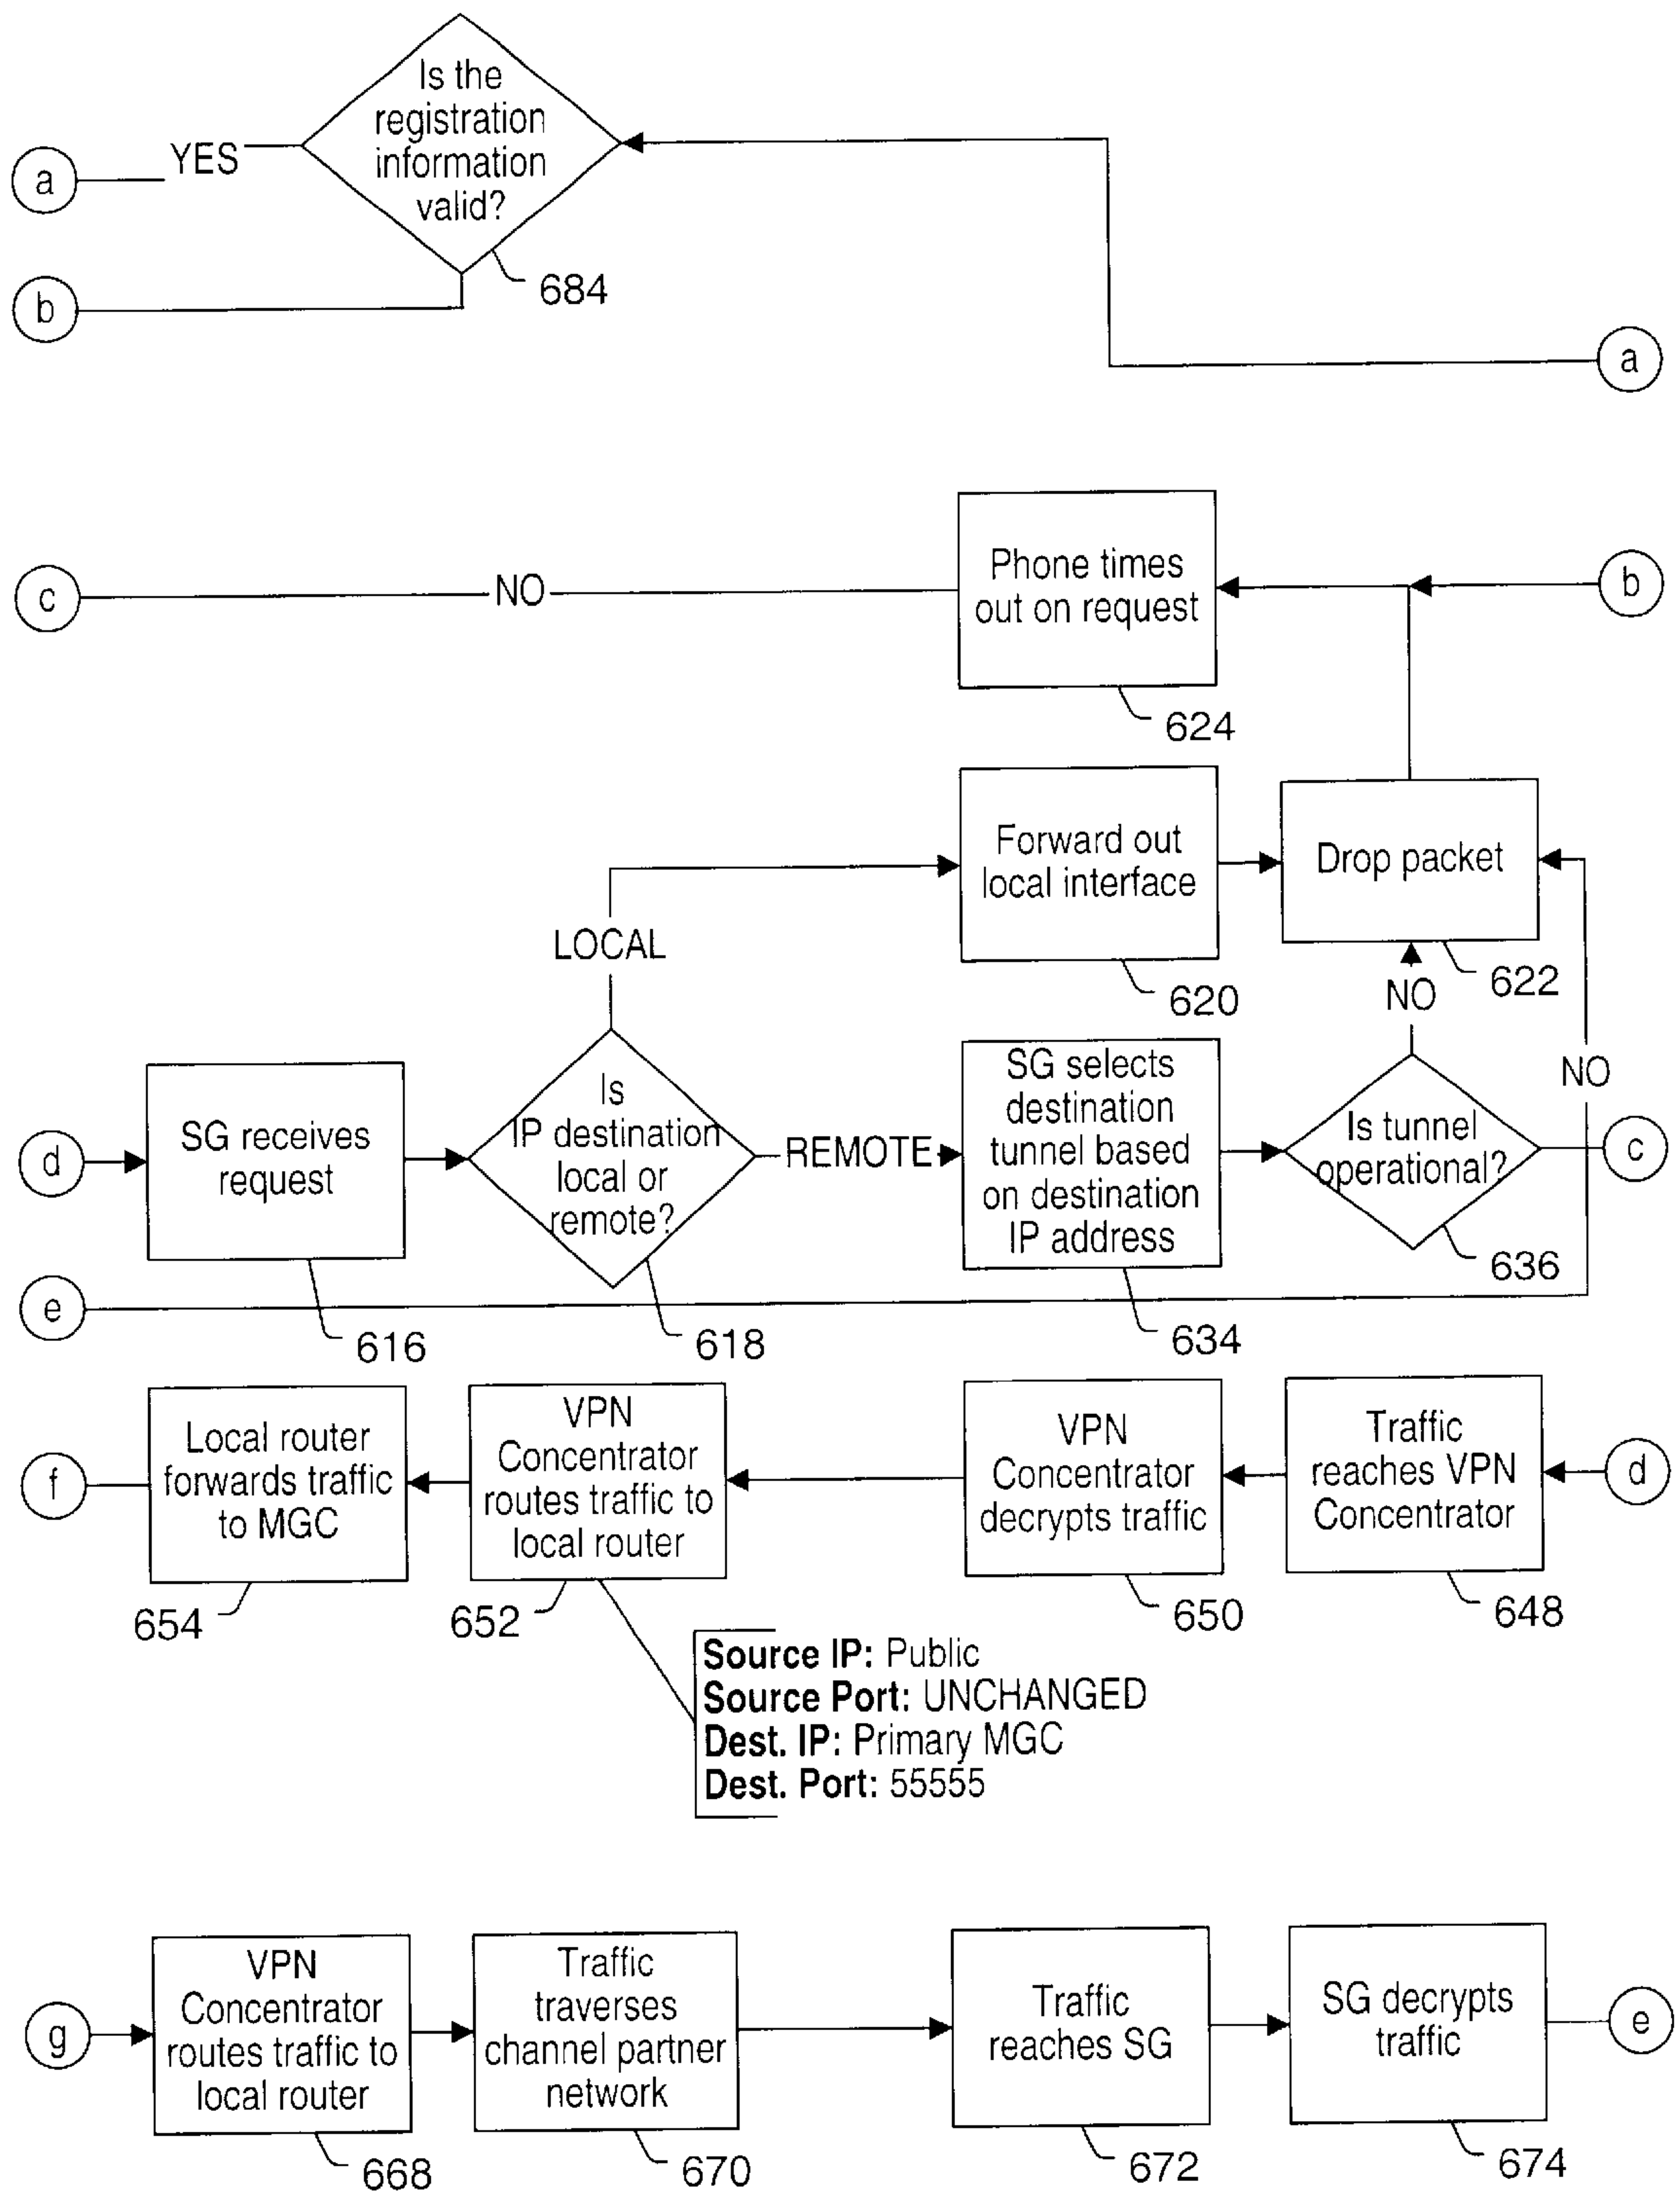 Is the
registration
information
valid?
YES
a
b
684
a
Phone times
out on request
c
NO
b
624
Forward out
local interface
Drop packet
LOCAL
620
622
NO
NO
d
SG receives
request
Is
IP destination
local or
remote?
REMOTE
SG selects
destination
tunnel based
on destination
IP address
Is tunnel
operational?
c
636
e
616
618
634
f
Local router
forwards traffic
to MGC
VPN
Concentrator
routes traffic to
local router
VPN
Concentrator
decrypts traffic
Traffic
reaches VPN
Concentrator
d
654
652
650
648
Source IP: Public
Source Port: UNCHANGED
Dest. IP: Primary MGC
Dest. Port: 55555
g
VPN
Concentrator
routes traffic to
local router
Traffic
traverses
channel partner
network
Traffic
reaches SG
SG decrypts
traffic
e
668
670
672
674